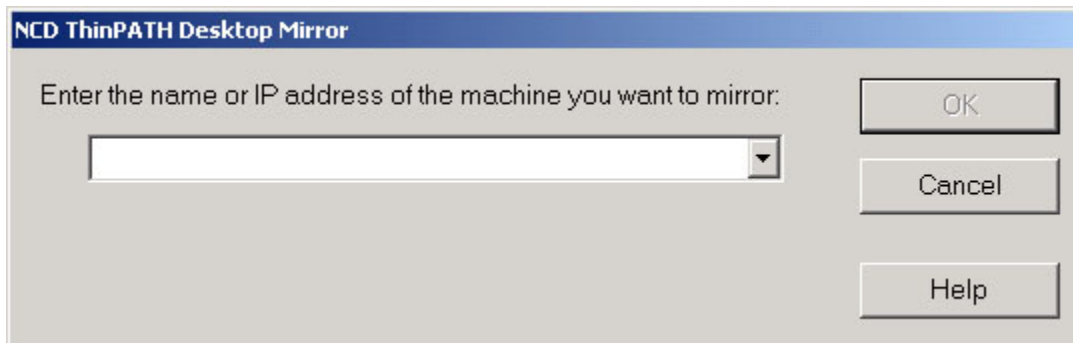 NCD ThinPATH Desktop Mirror
Enter the name or IP address of the machine you want to mirror:
OK
Cancel
Help